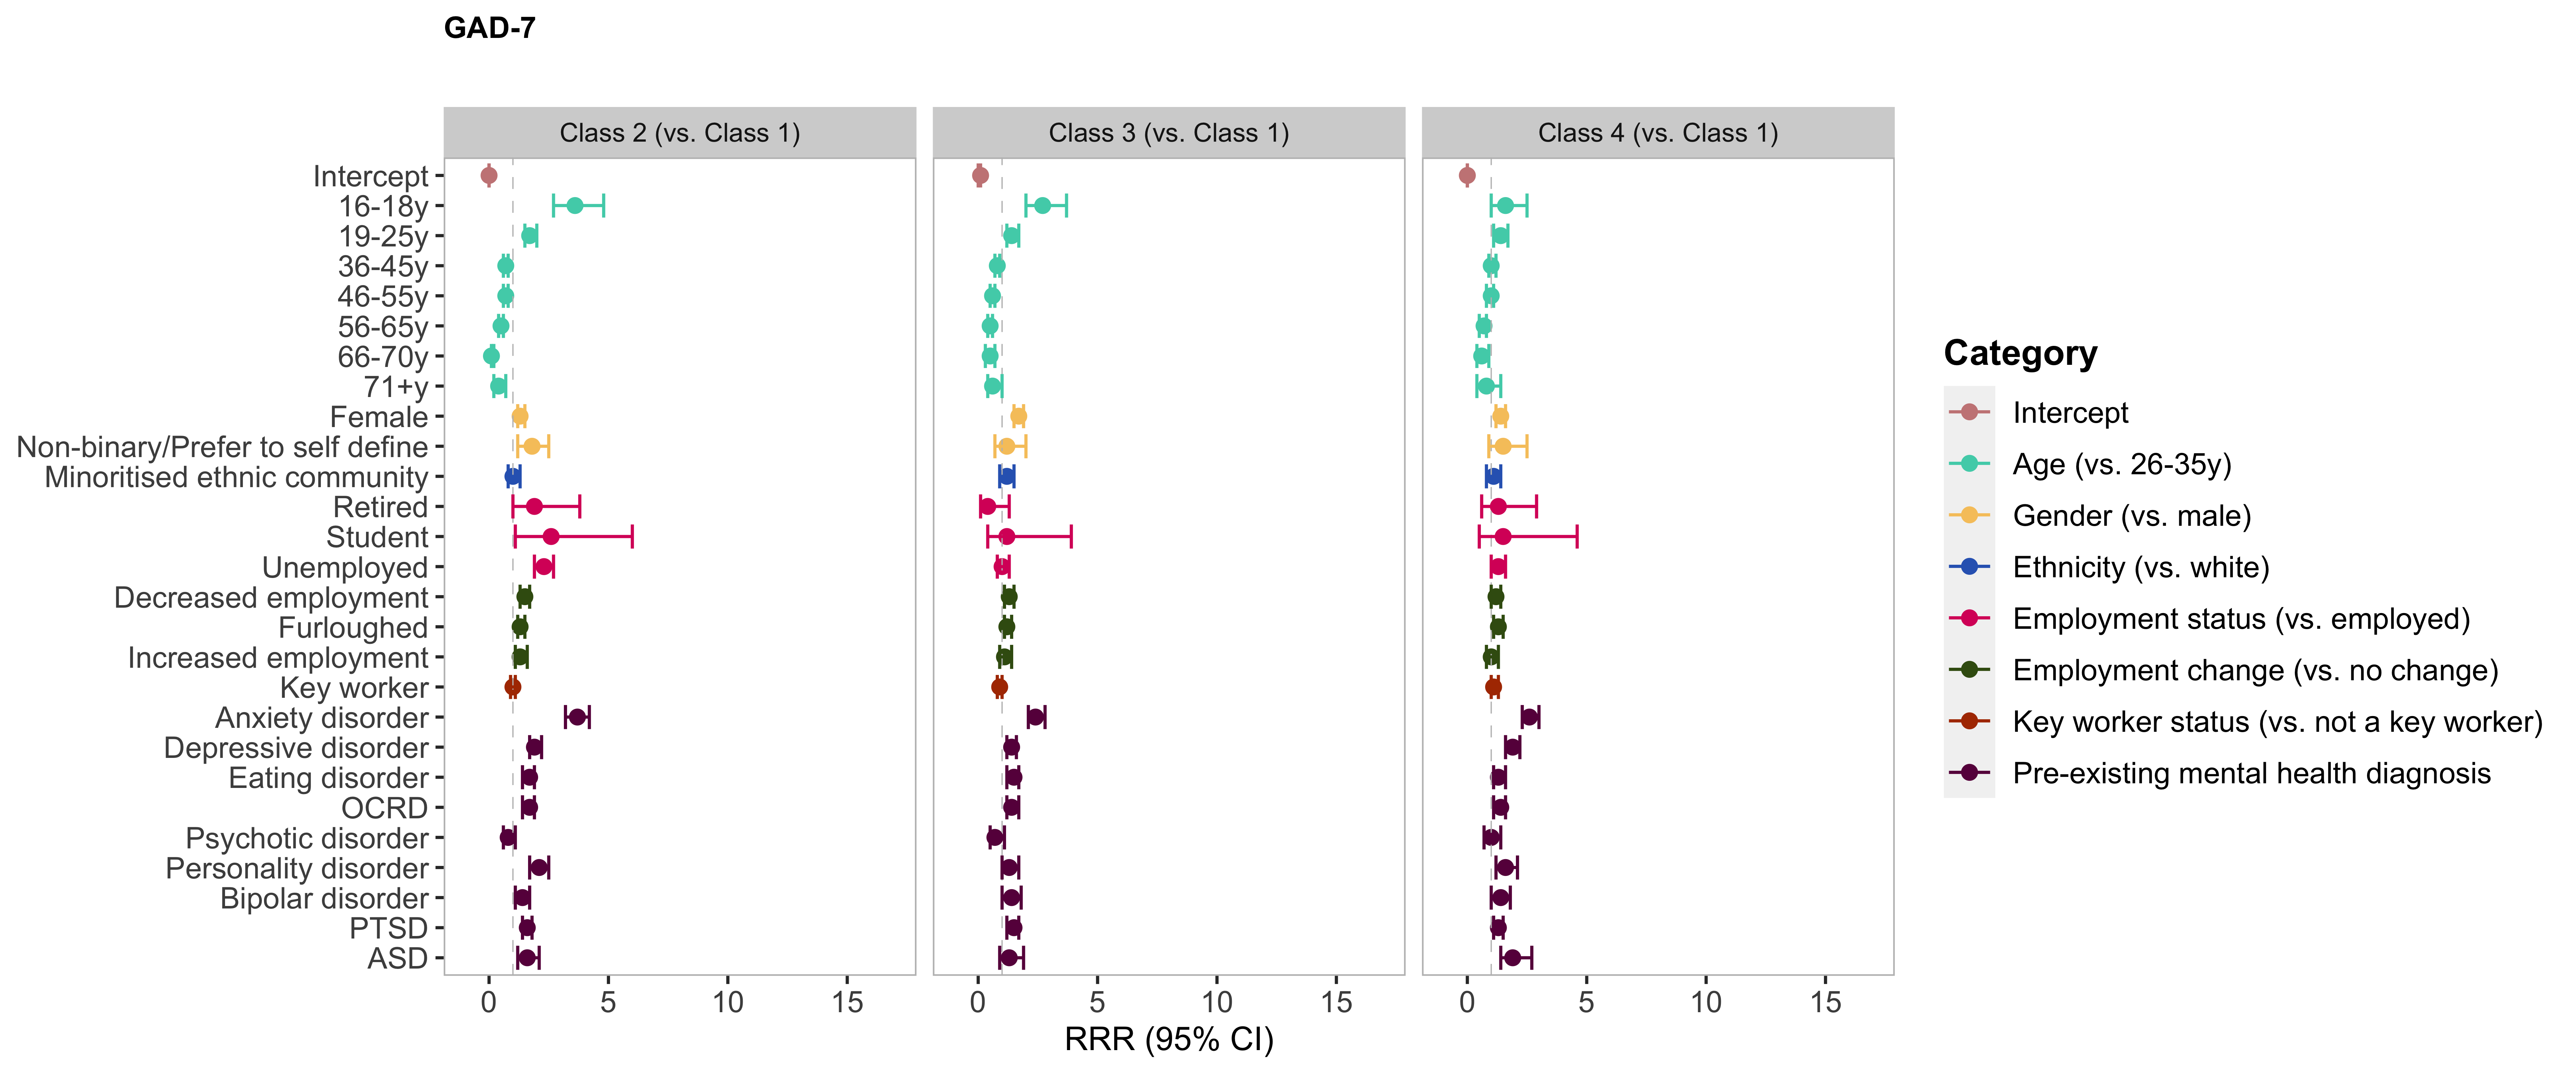 GAD-7
Class 2 (vs. Class 1)
Class 3 (vs. Class 1)
Class 4 (vs. Class 1)
Intercept
16-18y
19-25y
36-45y
46-55y
56-65y
66-70y
71+y
Female
Non-binary/Prefer to self define
Minoritised ethnic community
Retired
Student
Unemployed
Decreased employment
Furloughed
Increased employment
Key worker
Anxiety disorder
Depressive disorder
Eating disorder
OCRD
Psychotic disorder
Personality disorder
Bipolar disorder
PTSD
ASD
0 5 10 15
0 5 10 15
0 5 10 15
RRR (95% CI)
Category
Intercept
Age (vs. 26-35y)
Gender (vs. male)
Ethnicity (vs. white)
Employment status (vs. employed)
Employment change (vs. no change)
Key worker status (vs. not a key worker)
Pre-existing mental health diagnosis